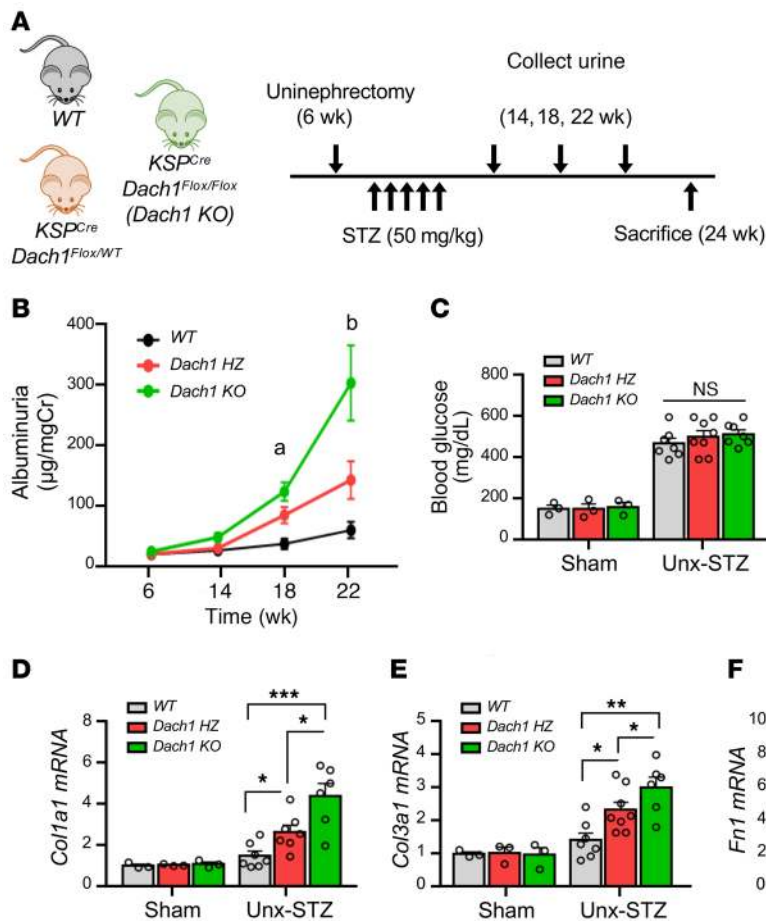 A
WT
KSP^Cre
Dach1^Flox/WT
KSP^Cre
Dach1^Flox/Flox
(Dach1 KO)
Uninephrectomy
(6 wk)
Collect urine
(14, 18, 22 wk)
STZ (50 mg/kg)
Sacrifice (24 wk)
B
Albuminuria
(µg/mgCr)
400
300
200
100
0
WT
Dach1 HZ
Dach1 KO
a
b
6 14 18 22
Time (wk)
C
Blood glucose
(mg/dL)
800
600
400
200
0
WT
Dach1 HZ
Dach1 KO
NS
Sham Unx-STZ
D
Col1a1 mRNA
8
6
4
2
0
WT
Dach1 HZ
Dach1 KO
***
*
*
Sham Unx-STZ
E
Col3a1 mRNA
5
4
3
2
1
0
WT
Dach1 HZ
Dach1 KO
**
*
*
Sham Unx-STZ
F
Fn1 mRNA
10
8
6
4
2
0